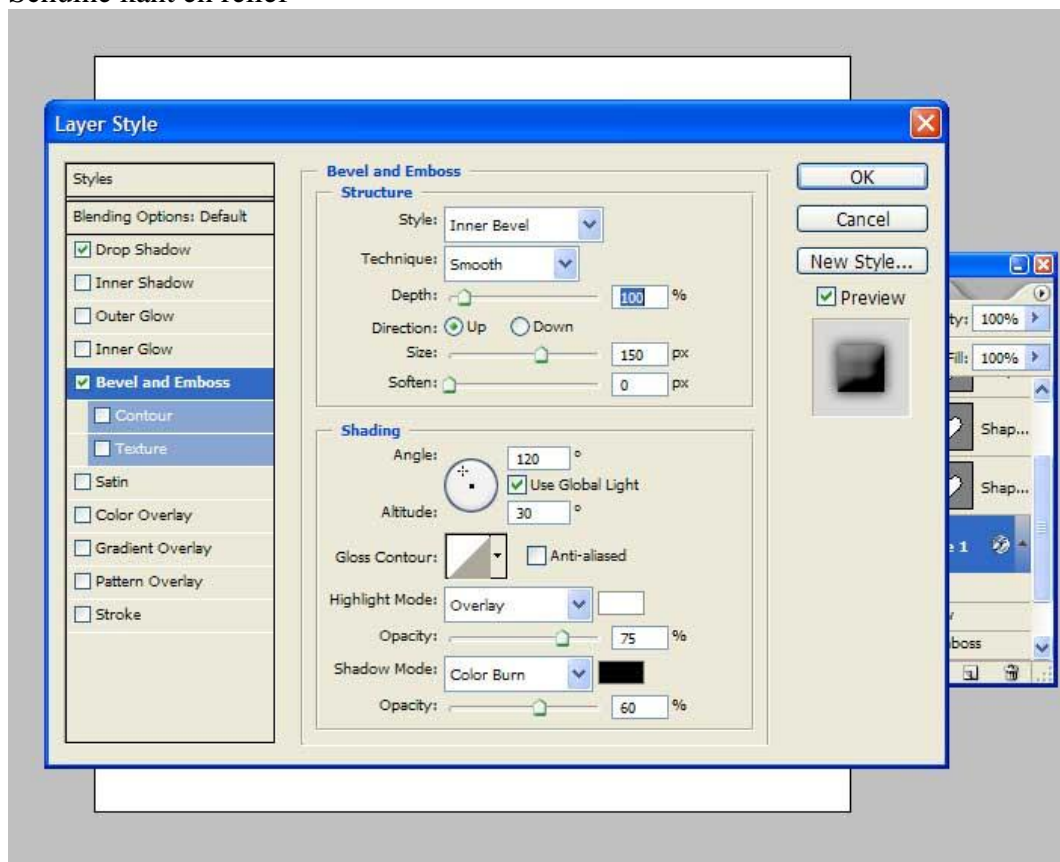 Schuine kant en reliëf
Layer Style
Styles
Blending Options: Default
Drop Shadow
Inner Shadow
Outer Glow
Inner Glow
Bevel and Emboss
Contour
Texture
Satin
Color Overlay
Gradient Overlay
Pattern Overlay
Stroke
Bevel and Emboss
Structure
Style: Inner Bevel
Technique: Smooth
Depth: 100 %
Direction: Up Down
Size: 150 px
Soften: 0 px
Shading
Angle: 120 °
Use Global Light
Altitude: 30 °
Gloss Contour: Anti-aliased
Highlight Mode: Overlay
Opacity: 75 %
Shadow Mode: Color Burn
Opacity: 60 %
OK
Cancel
New Style...
Preview
ty: 100%
Fill: 100%
Shap...
Shap...
e 1
boss